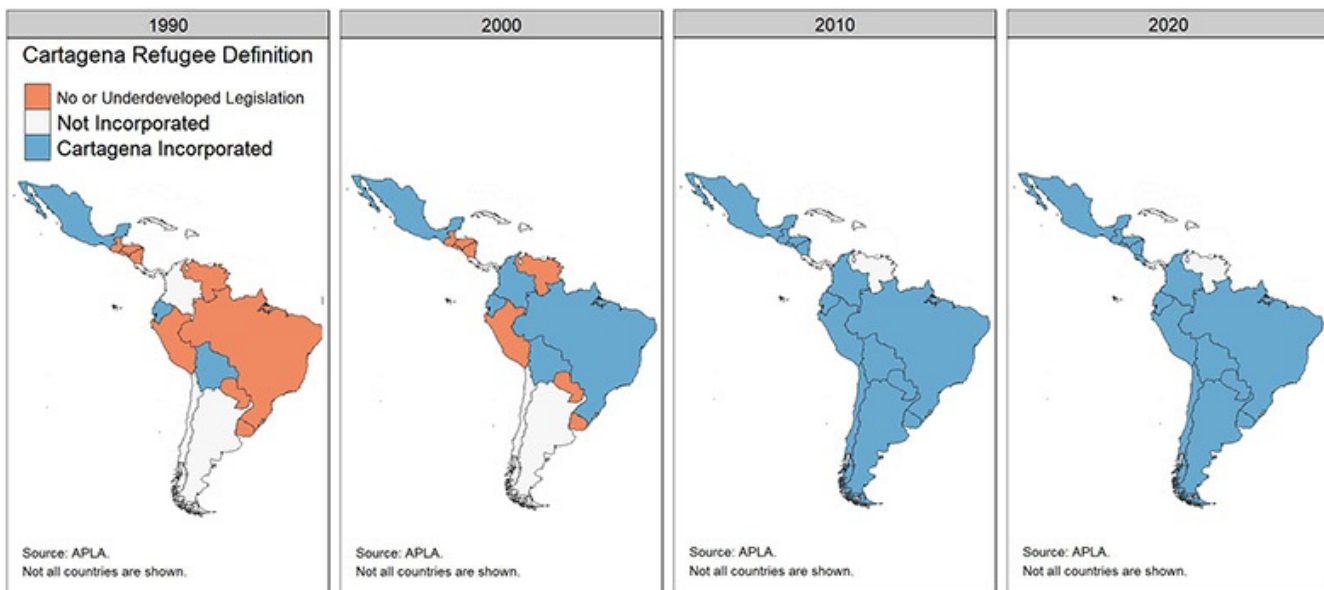 1990
Cartagena Refugee Definition
No or Underdeveloped Legislation
Not Incorporated
Cartagena Incorporated
Source: APLA.
Not all countries are shown.
2000
Source: APLA.
Not all countries are shown.
2010
Source: APLA.
Not all countries are shown.
2020
Source: APLA.
Not all countries are shown.